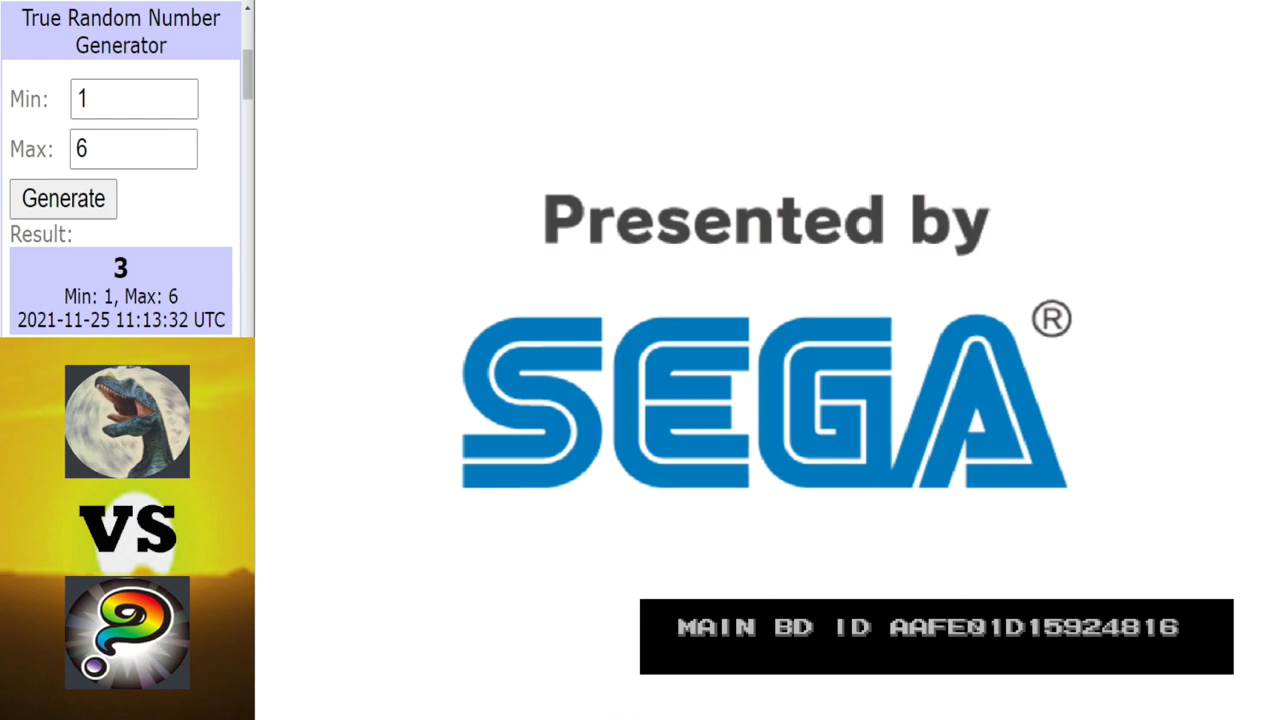 True Random Number
Generator
Min: 1
Max: 6
Generate
Result:
3
Min: 1, Max: 6
2021-11-25 11:13:32 UTC
VS
?
Presented by
SEGA®
MAIN BD ID AAFE01D15924816